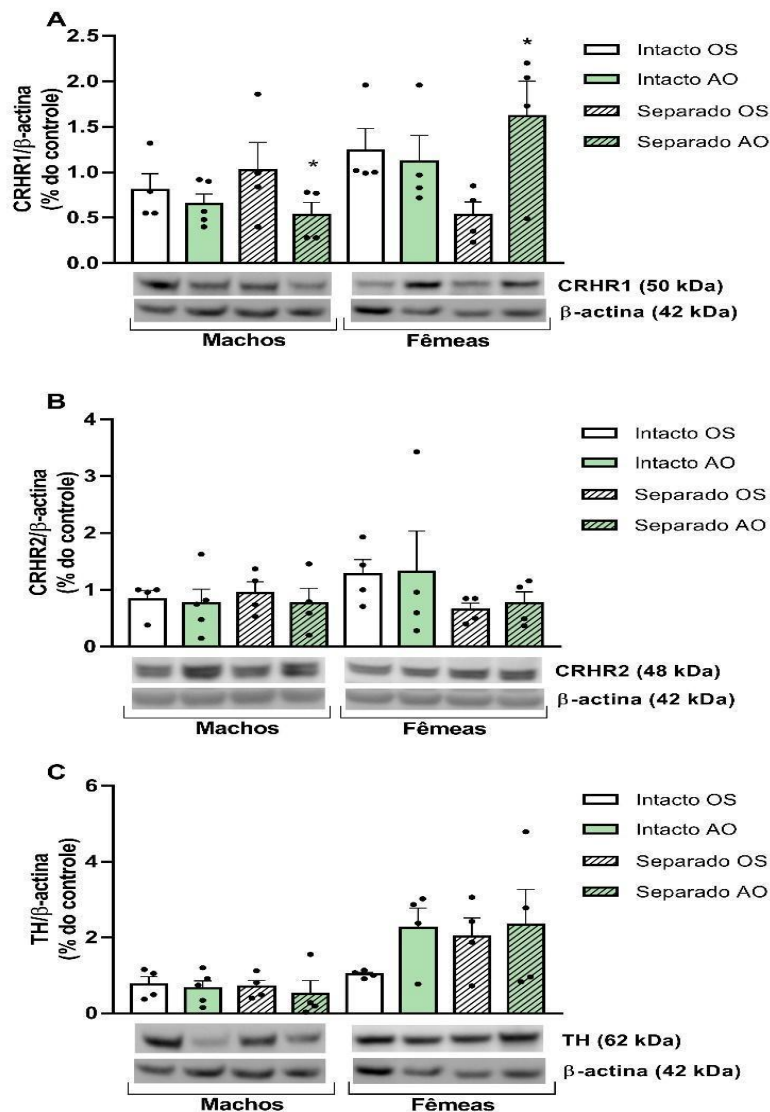 A
CRHR1/β-actina
(% do controle)
2.5
2.0
1.5
1.0
0.5
0.0
*
*
Intacto OS
Intacto AO
Separado OS
Separado AO
CRHR1 (50 kDa)
β-actina (42 kDa)
Machos
Fêmeas
B
CRHR2/β-actina
(% do controle)
4
3
2
1
0
Intacto OS
Intacto AO
Separado OS
Separado AO
CRHR2 (48 kDa)
β-actina (42 kDa)
Machos
Fêmeas
C
TH/β-actina
(% do controle)
6
4
2
0
Intacto OS
Intacto AO
Separado OS
Separado AO
TH (62 kDa)
β-actina (42 kDa)
Machos
Fêmeas